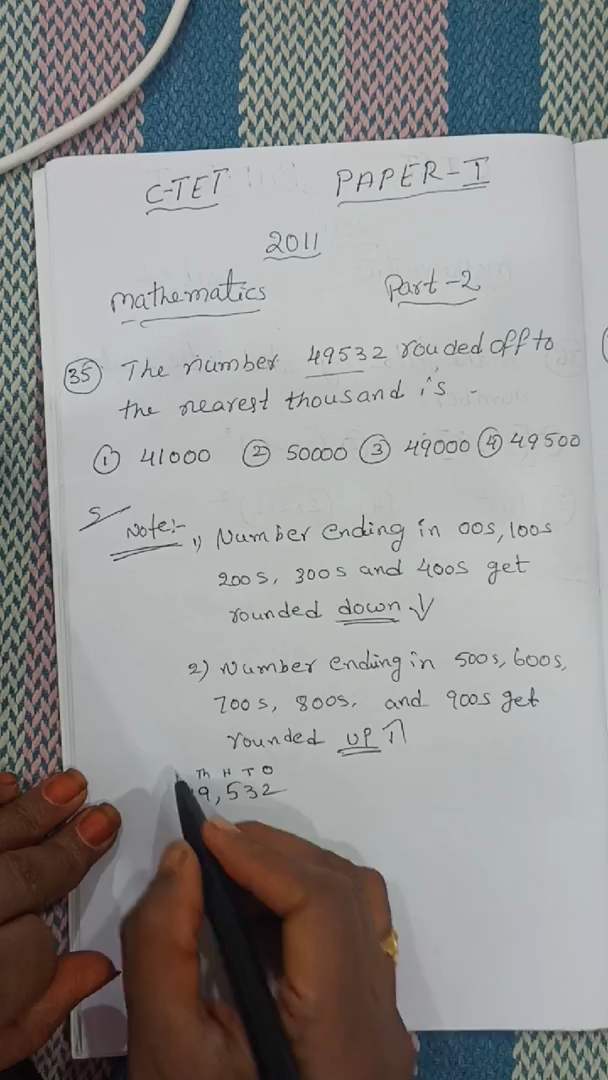 C-TET PAPER-I
2011
Mathematics Part-2
35 The number 49532 rouded off to
the nearest thousand is -
1 41000 2 50000 3 49000 4 49500
Note:- 1) Number ending in 00s, 100s
200s, 300s and 400s get
rounded down ↓
2) Number ending in 500s, 600s,
700s, 800s, and 900s get
rounded UP ↑
Th H T O
9,532